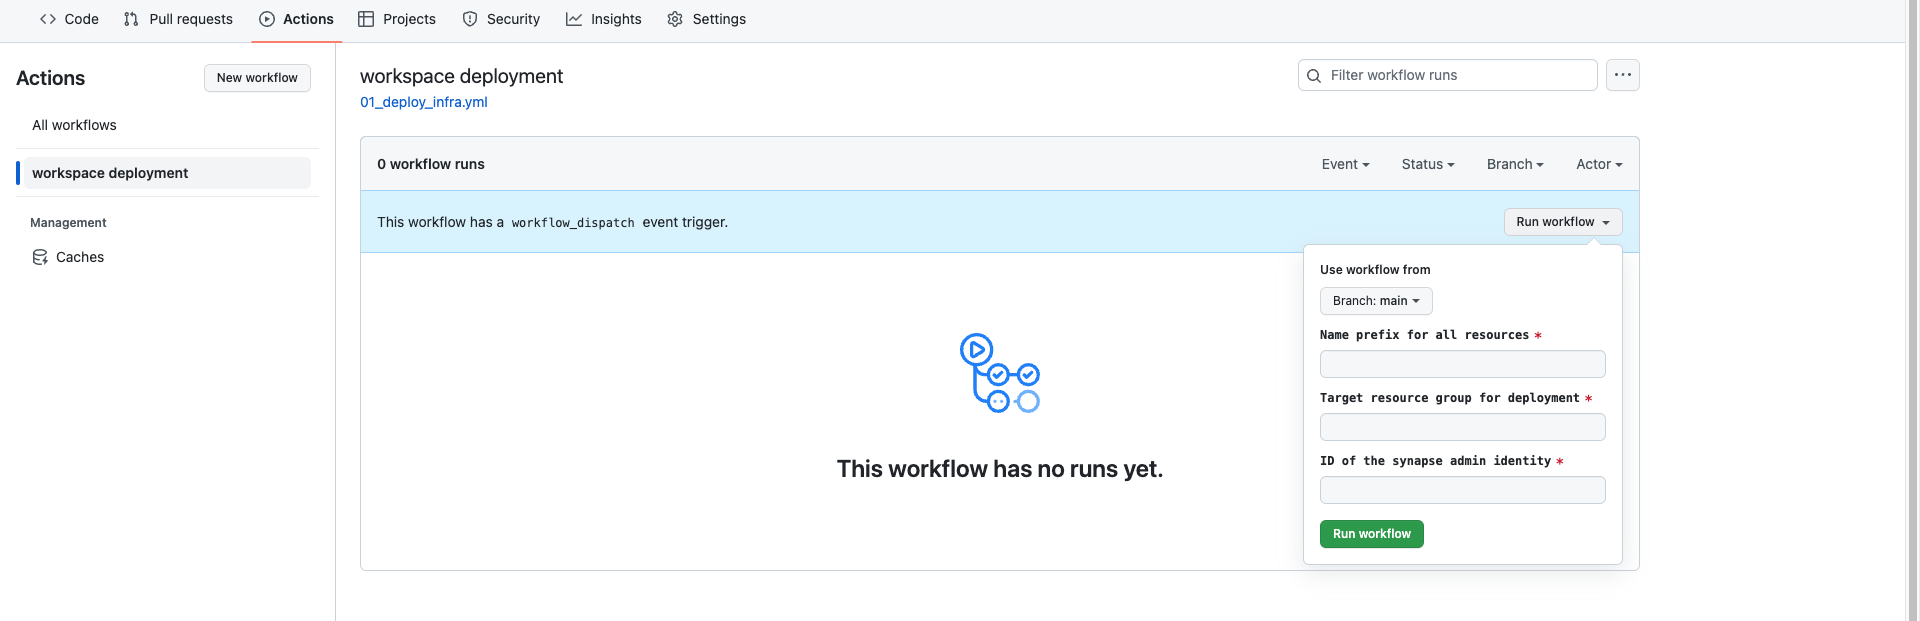 Code Pull requests Actions Projects Security Insights Settings
Actions
New workflow
All workflows
workspace deployment
Management
Caches
workspace deployment
01_deploy_infra.yml
Filter workflow runs
0 workflow runs
Event Status Branch Actor
This workflow has a workflow_dispatch event trigger.
Run workflow
Use workflow from
Branch: main
Name prefix for all resources *
Target resource group for deployment *
ID of the synapse admin identity *
Run workflow
This workflow has no runs yet.